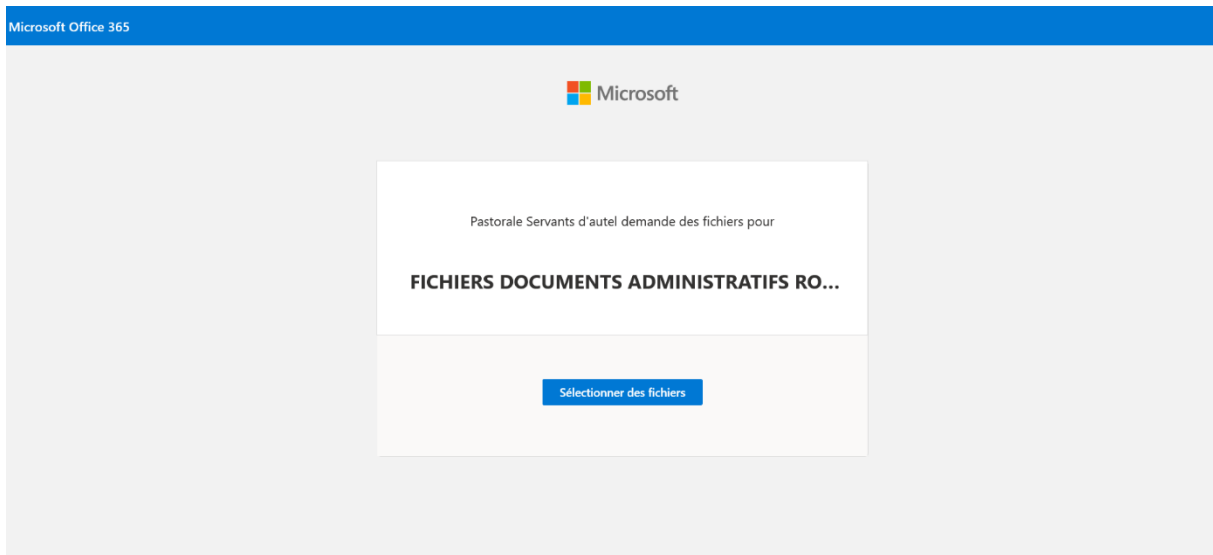 Microsoft Office 365
Microsoft
Pastorale Servants d'autel demande des fichiers pour
FICHIERS DOCUMENTS ADMINISTRATIFS RO...
Sélectionner des fichiers